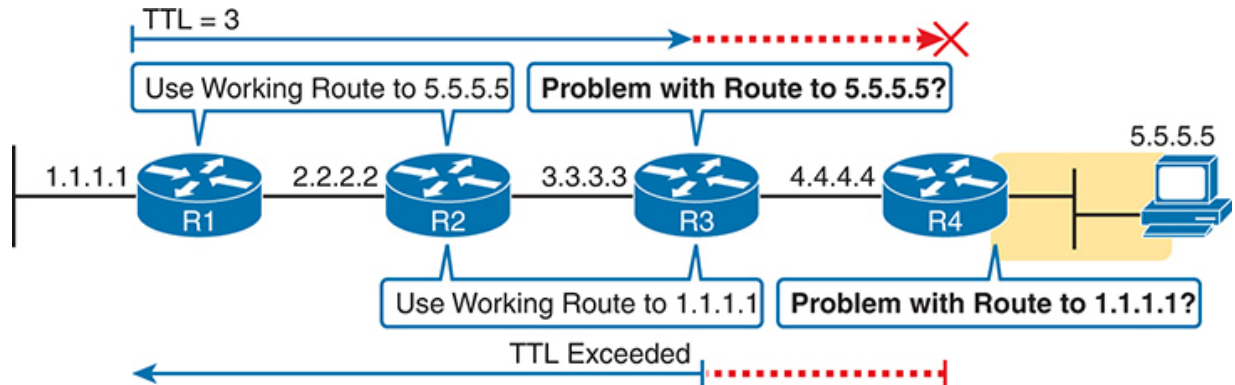 TTL = 3
Use Working Route to 5.5.5.5
Problem with Route to 5.5.5.5?
5.5.5.5
1.1.1.1
2.2.2.2
3.3.3.3
4.4.4.4
R1
R2
R3
R4
Use Working Route to 1.1.1.1
Problem with Route to 1.1.1.1?
TTL Exceeded